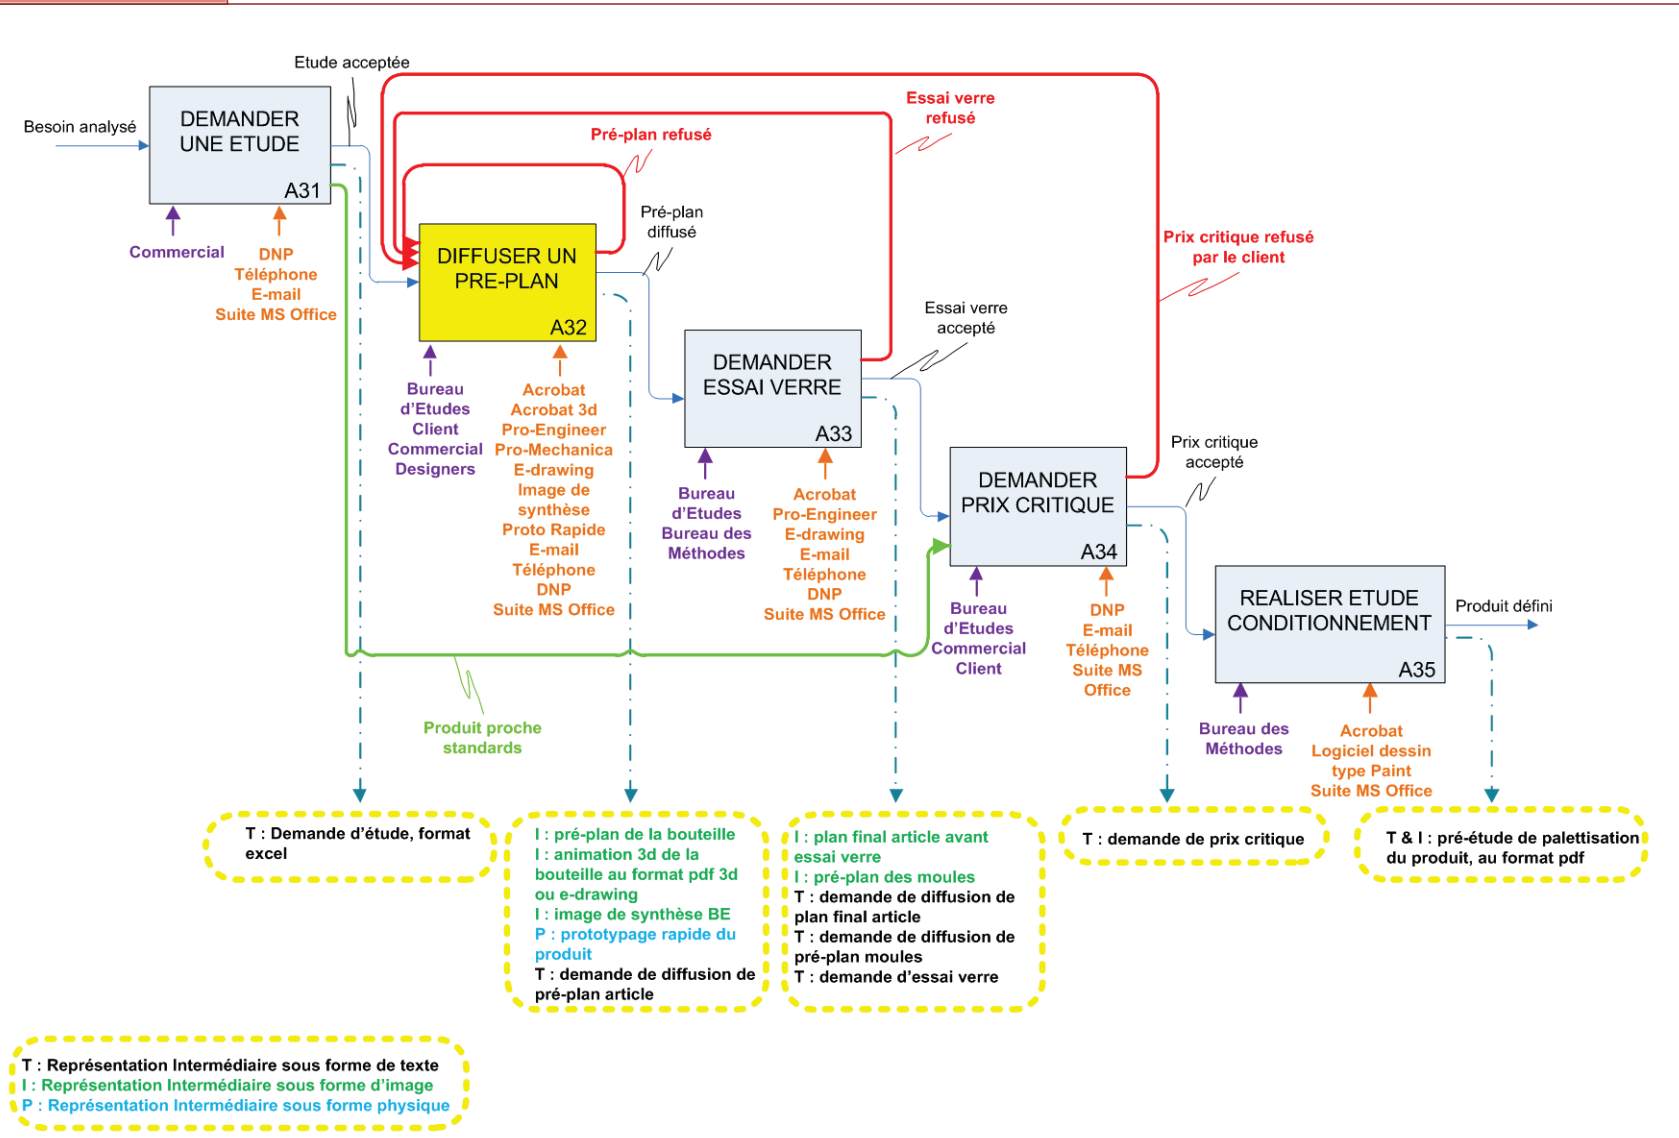 Etude acceptée
Besoin analysé
DEMANDER
UNE ETUDE
A31
Commercial
DNP
Téléphone
E-mail
Suite MS Office
Pré-plan refusé
Essai verre
refusé
Prix critique refusé
par le client
Pré-plan
diffusé
DIFFUSER UN
PRE-PLAN
A32
Bureau
d'Etudes
Client
Commercial
Designers
Acrobat
Acrobat 3d
Pro-Engineer
Pro-Mechanica
E-drawing
Image de
synthèse
Proto Rapide
E-mail
Téléphone
DNP
Suite MS Office
Essai verre
accepté
DEMANDER
ESSAI VERRE
A33
Bureau
d'Etudes
Bureau des
Méthodes
Acrobat
Pro-Engineer
E-drawing
E-mail
Téléphone
DNP
Suite MS Office
Prix critique
accepté
DEMANDER
PRIX CRITIQUE
A34
Bureau
d'Etudes
Commercial
Client
DNP
E-mail
Téléphone
Suite MS
Office
REALISER ETUDE
CONDITIONNEMENT
A35
Produit défini
Bureau des
Méthodes
Acrobat
Logiciel dessin
type Paint
Suite MS Office
Produit proche
standards
T : Demande d'étude, format
excel
I : pré-plan de la bouteille
I : animation 3d de la
bouteille au format pdf 3d
ou e-drawing
I : image de synthèse BE
P : prototypage rapide du
produit
T : demande de diffusion de
pré-plan article
I : plan final article avant
essai verre
I : pré-plan des moules
T : demande de diffusion de
plan final article
T : demande de diffusion de
pré-plan moules
T : demande d'essai verre
T : demande de prix critique
T & I : pré-étude de palettisation
du produit, au format pdf
T : Représentation Intermédiaire sous forme de texte
I : Représentation Intermédiaire sous forme d'image
P : Représentation Intermédiaire sous forme physique